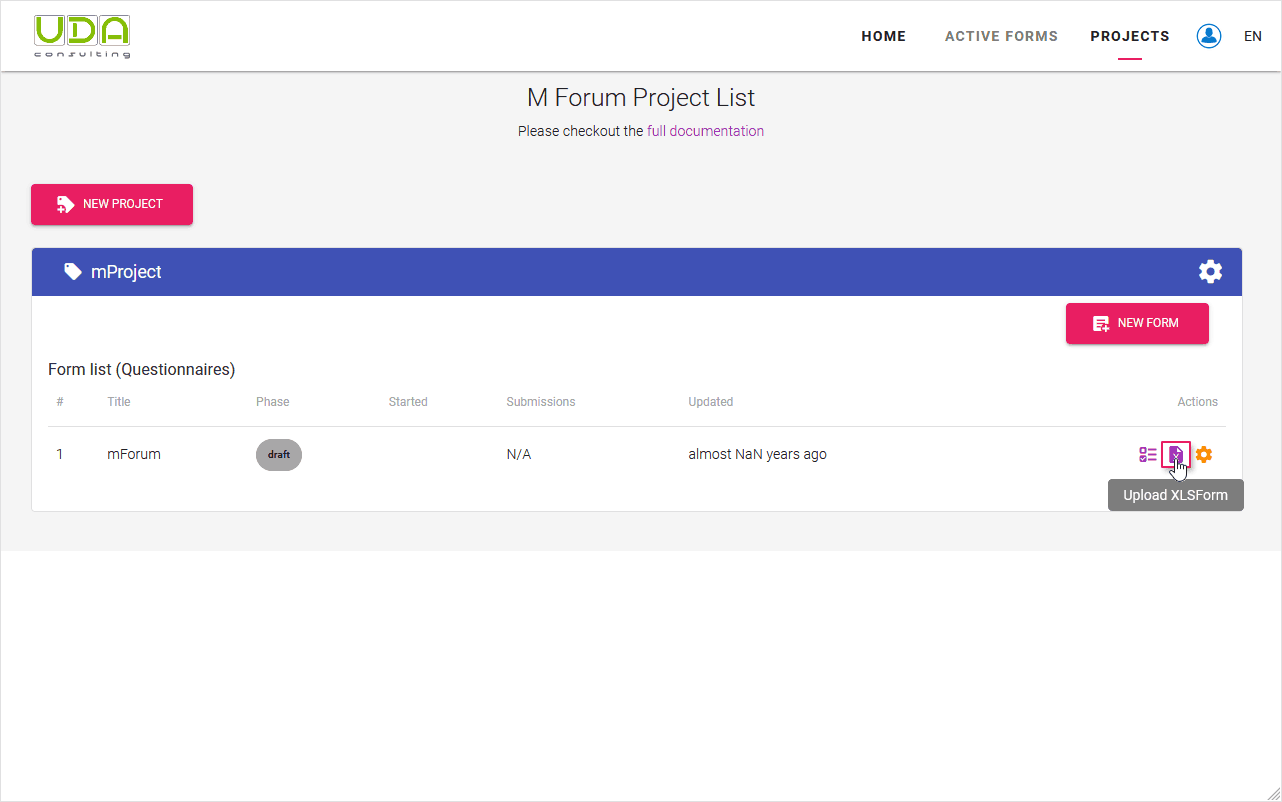 UDA
consulting
HOME ACTIVE FORMS PROJECTS EN
M Forum Project List
Please checkout the full documentation
NEW PROJECT
mProject
NEW FORM
Form list (Questionnaires)
# Title Phase Started Submissions Updated Actions
1 mForum draft N/A almost NaN years ago
Upload XLSForm